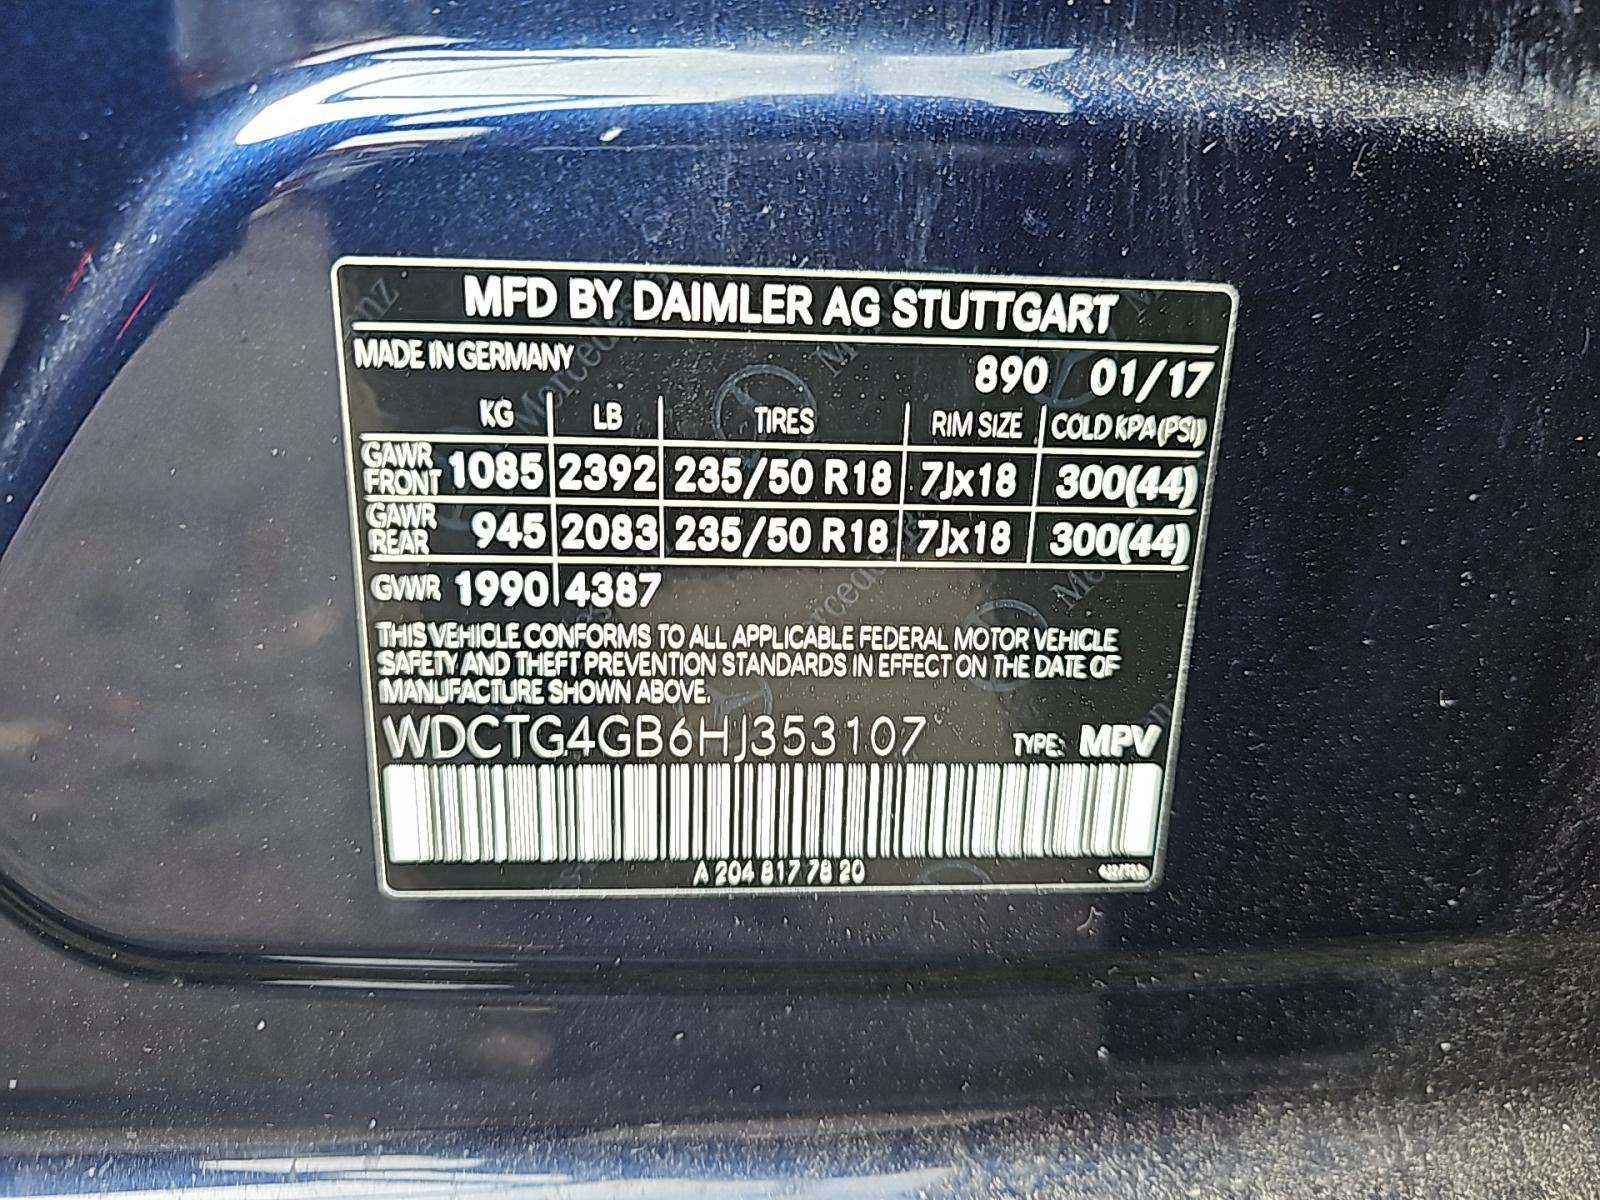 MFD BY DAIMLER AG STUTTGART
MADE IN GERMANY
890 01/17
KG LB TIRES RIM SIZE COLD KPA(PSI)
GAWR FRONT 1085 2392 235/50 R18 7Jx18 300(44)
GAWR REAR 945 2083 235/50 R18 7Jx18 300(44)
GVWR 1990 4387
THIS VEHICLE CONFORMS TO ALL APPLICABLE FEDERAL MOTOR VEHICLE
SAFETY AND THEFT PREVENTION STANDARDS IN EFFECT ON THE DATE OF
MANUFACTURE SHOWN ABOVE.
WDCTG4GB6HJ353107 TYPE: MPV
A 204 817 78 20